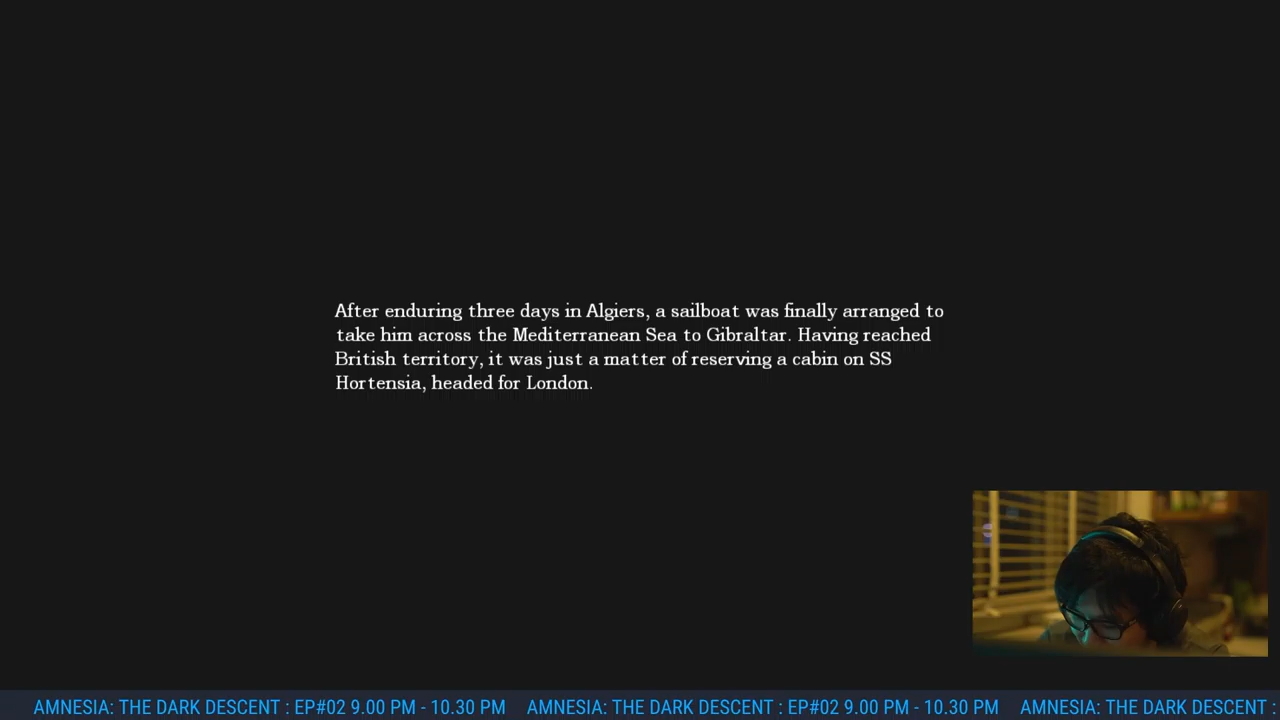 After enduring three days in Algiers, a sailboat was finally arranged to
take him across the Mediterranean Sea to Gibraltar. Having reached
British territory, it was just a matter of reserving a cabin on SS
Hortensia, headed for London.
AMNESIA: THE DARK DESCENT : EP#02 9.00 PM - 10.30 PM AMNESIA: THE DARK DESCENT : EP#02 9.00 PM - 10.30 PM AMNESIA: THE DARK DESCENT :